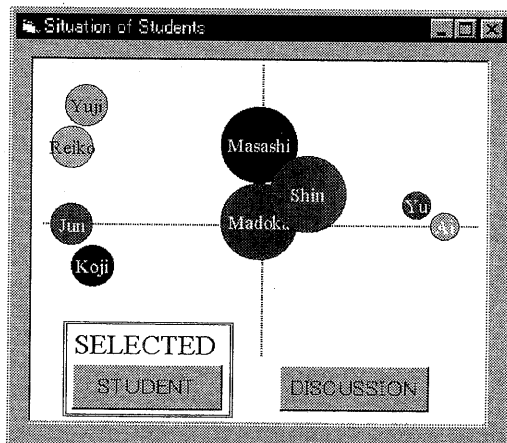 Situation of Students
Yuji
Reiko
Masashi
Shin
Madoka
Yu
Jun
Ai
Koji
SELECTED
STUDENT
DISCUSSION